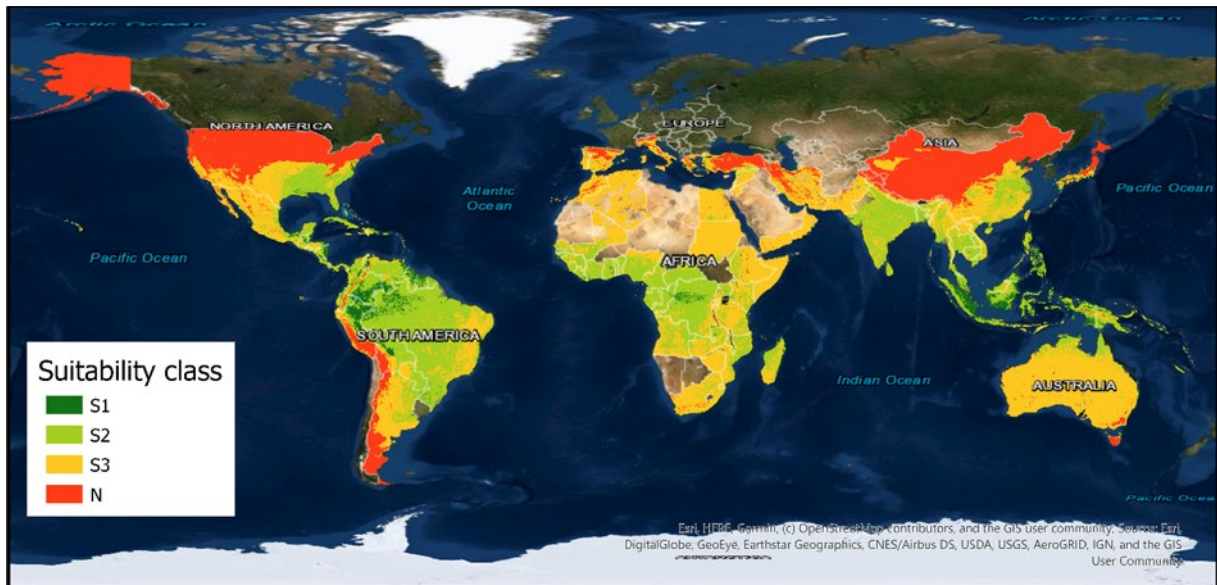 Arctic Ocean
Arctic Ocean
NORTH AMERICA
EUROPE
ASIA
Atlantic
Ocean
Pacific Ocean
Pacific Ocean
AFRICA
SOUTH AMERICA
Indian Ocean
AUSTRALIA
Suitability class
S1
S2
S3
N
Pacific Ocea
Esri, HERE, Garmin, (c) OpenStreetMap contributors, and the GIS user community, Source: Esri,
DigitalGlobe, GeoEye, Earthstar Geographics, CNES/Airbus DS, USDA, USGS, AeroGRID, IGN, and the GIS
User Community